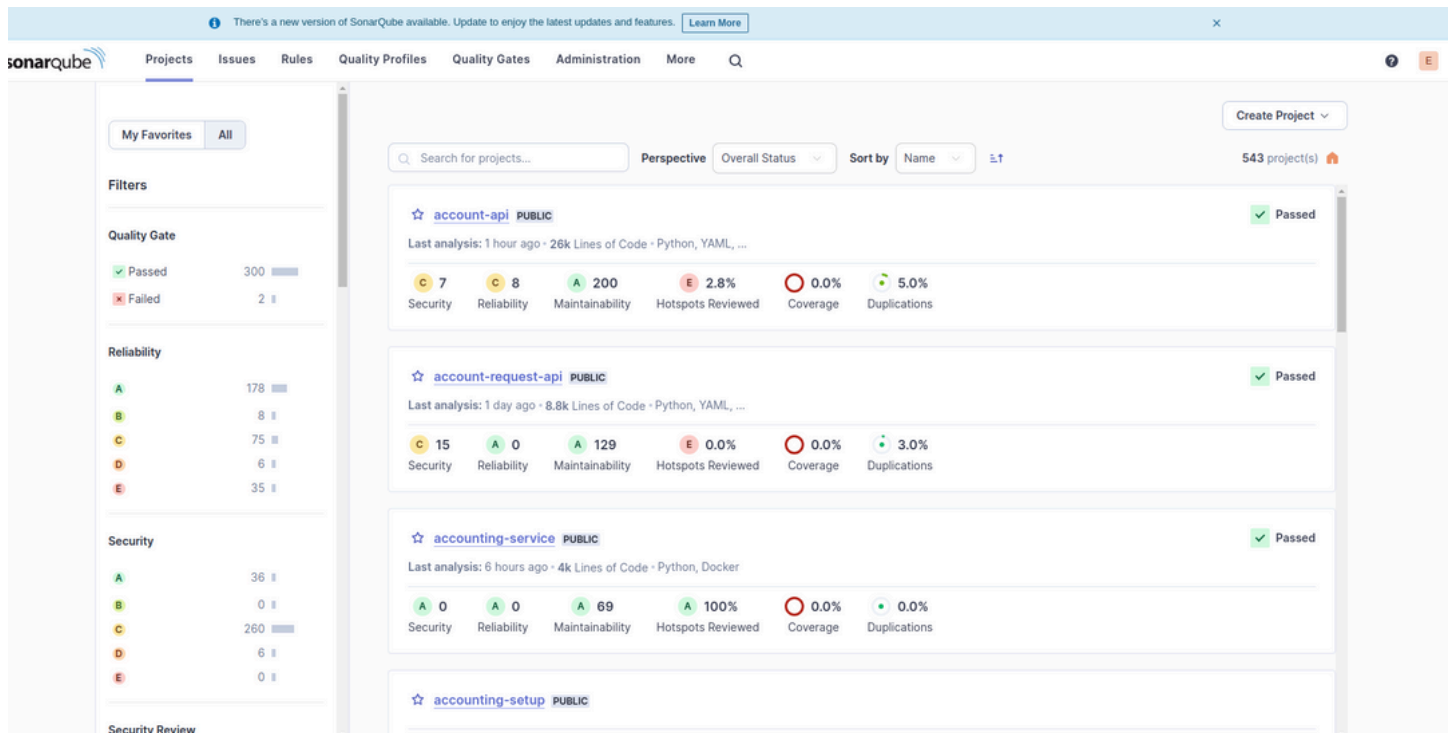 There's a new version of SonarQube available. Update to enjoy the latest updates and features. Learn More
sonarqube Projects Issues Rules Quality Profiles Quality Gates Administration More E
My Favorites All
Filters
Quality Gate
Passed 300
Failed 2
Reliability
A 178
B 8
C 75
D 6
E 35
Security
A 36
B 0
C 260
D 6
E 0
Security Review
Create Project
Search for projects... Perspective Overall Status Sort by Name 543 project(s)
account-api PUBLIC Passed
Last analysis: 1 hour ago • 26k Lines of Code • Python, YAML, ...
C 7 C 8 A 200 E 2.8% 0.0% 5.0%
Security Reliability Maintainability Hotspots Reviewed Coverage Duplications
account-request-api PUBLIC Passed
Last analysis: 1 day ago • 8.8k Lines of Code • Python, YAML, ...
C 15 A 0 A 129 E 0.0% 0.0% 3.0%
Security Reliability Maintainability Hotspots Reviewed Coverage Duplications
accounting-service PUBLIC Passed
Last analysis: 6 hours ago • 4k Lines of Code • Python, Docker
A 0 A 0 A 69 A 100% 0.0% 0.0%
Security Reliability Maintainability Hotspots Reviewed Coverage Duplications
accounting-setup PUBLIC